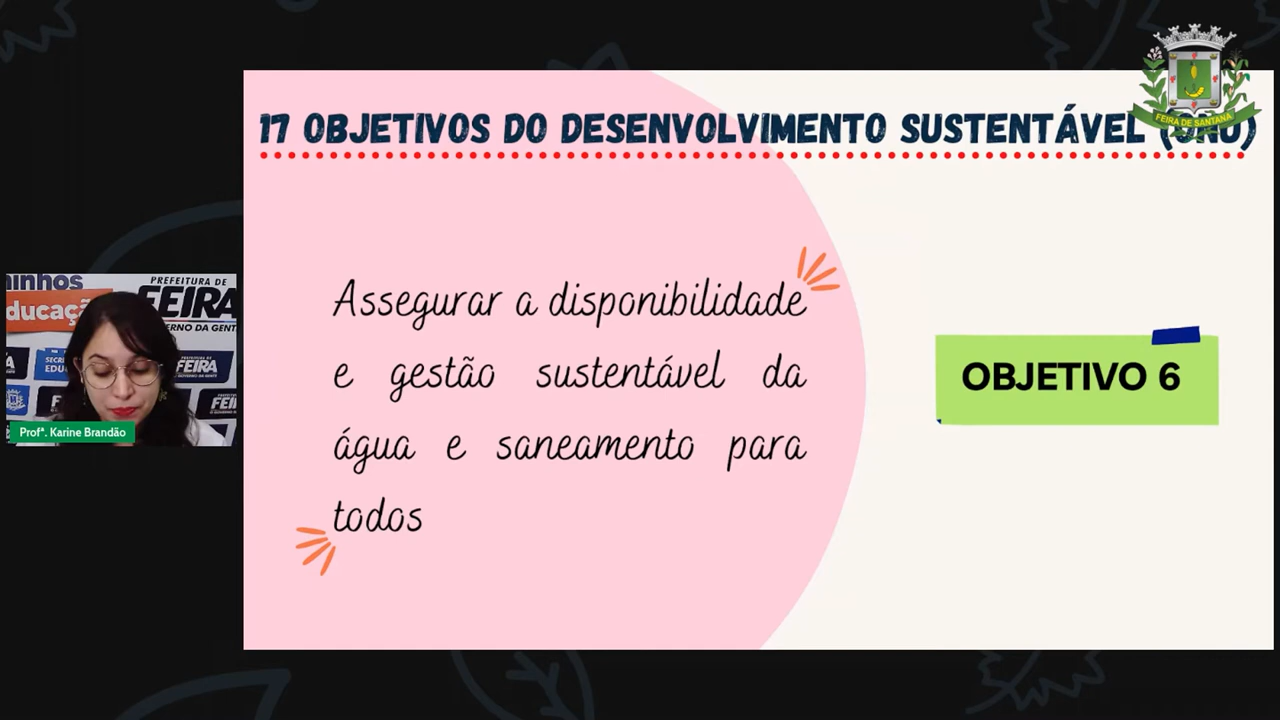 17 OBJETIVOS DO DESENVOLVIMENTO SUSTENTÁVEL (ONU)
FEIRA DE SANTANA
Assegurar a disponibilidade
e gestão sustentável da
água e saneamento para
todos
OBJETIVO 6
PREFEITURA DE
FEIRA
FEIRA
Profª. Karine Brandão